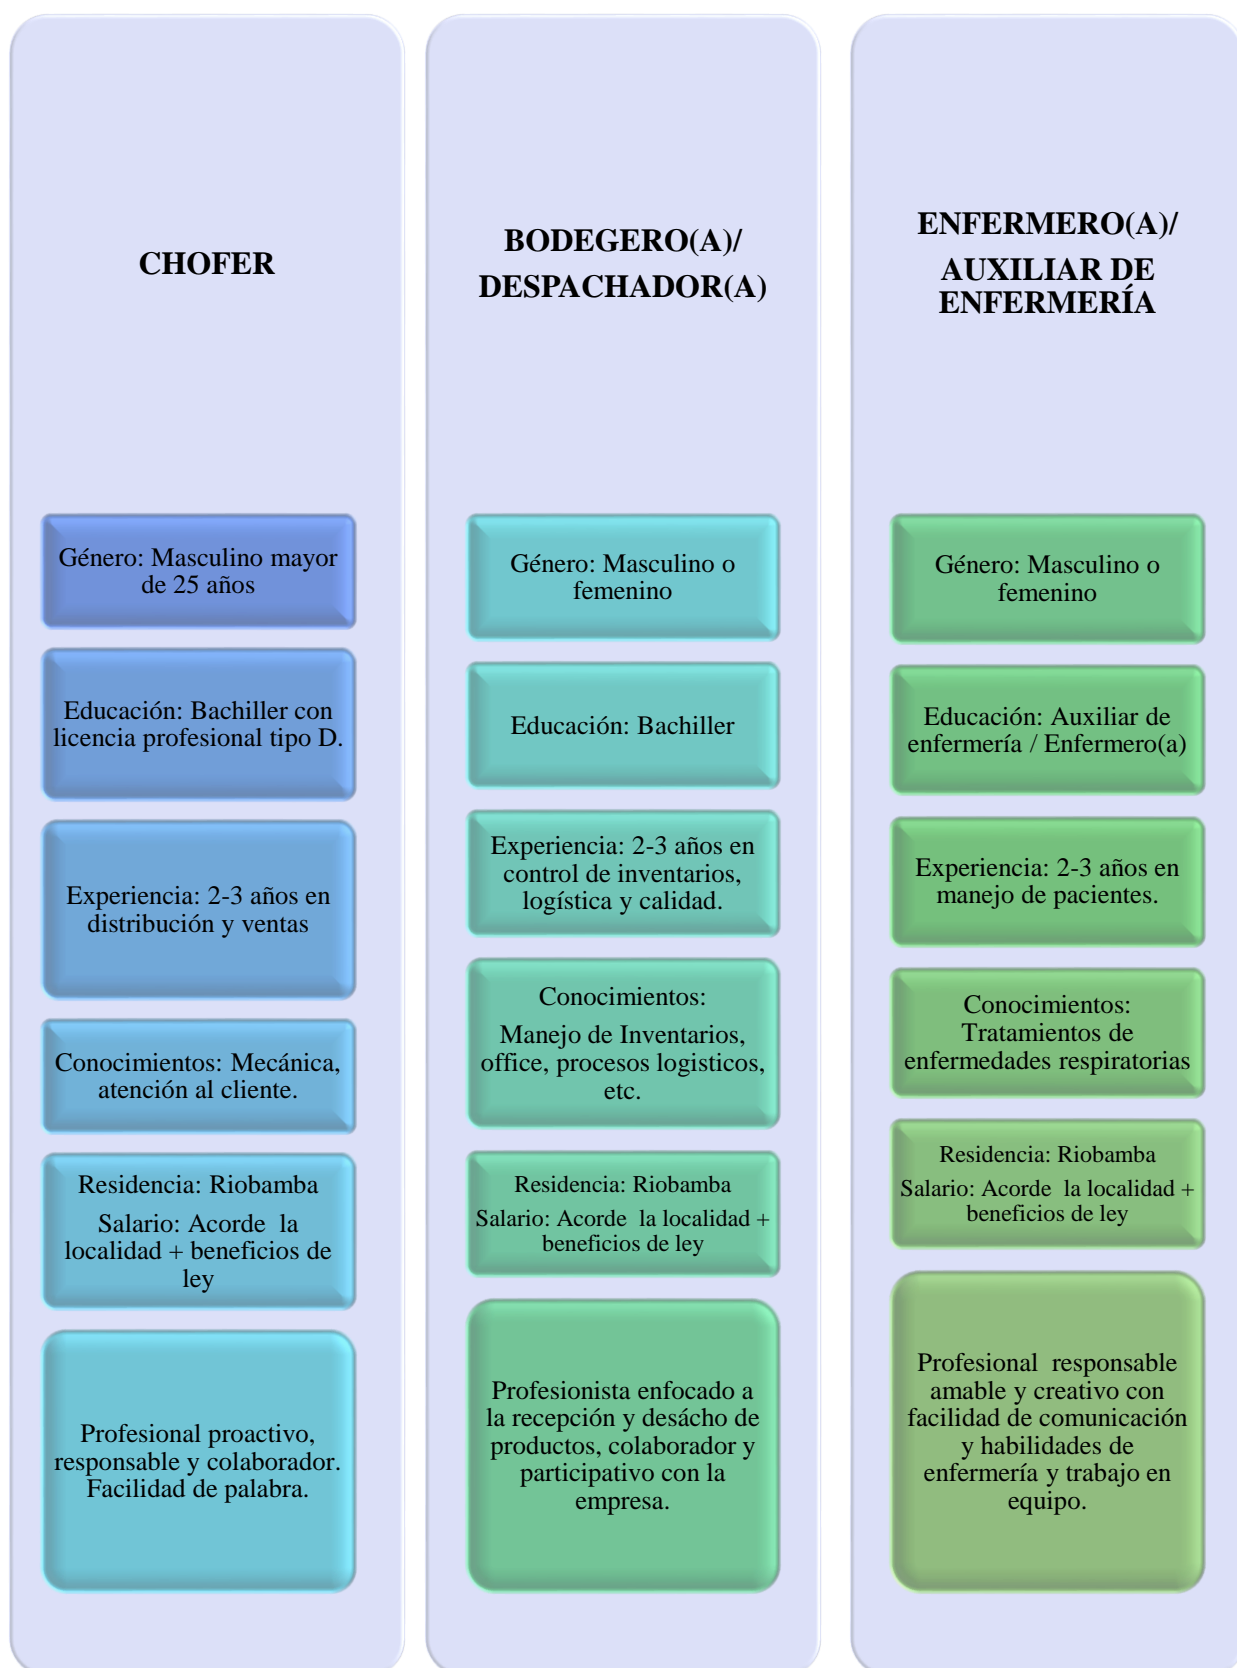 CHOFER
Género: Masculino mayor
de 25 años
Educación: Bachiller con
licencia profesional tipo D.
Experiencia: 2-3 años en
distribución y ventas
Conocimientos: Mecánica,
atención al cliente.
Residencia: Riobamba
Salario: Acorde  la
localidad + beneficios de
ley
Profesional proactivo,
responsable y colaborador.
Facilidad de palabra.
BODEGERO(A)/
DESPACHADOR(A)
Género: Masculino o
femenino
Educación: Bachiller
Experiencia: 2-3 años en
control de inventarios,
logística y calidad.
Conocimientos:
Manejo de Inventarios,
office, procesos logisticos,
etc.
Residencia: Riobamba
Salario: Acorde  la localidad +
beneficios de ley
Profesionista enfocado a
la recepción y desácho de
productos, colaborador y
participativo con la
empresa.
ENFERMERO(A)/
AUXILIAR DE
ENFERMERÍA
Género: Masculino o
femenino
Educación: Auxiliar de
enfermería / Enfermero(a)
Experiencia: 2-3 años en
manejo de pacientes.
Conocimientos:
Tratamientos de
enfermedades respiratorias
Residencia: Riobamba
Salario: Acorde  la localidad +
beneficios de ley
Profesional  responsable
amable y creativo con
facilidad de comunicación
y habilidades de
enfermería y trabajo en
equipo.